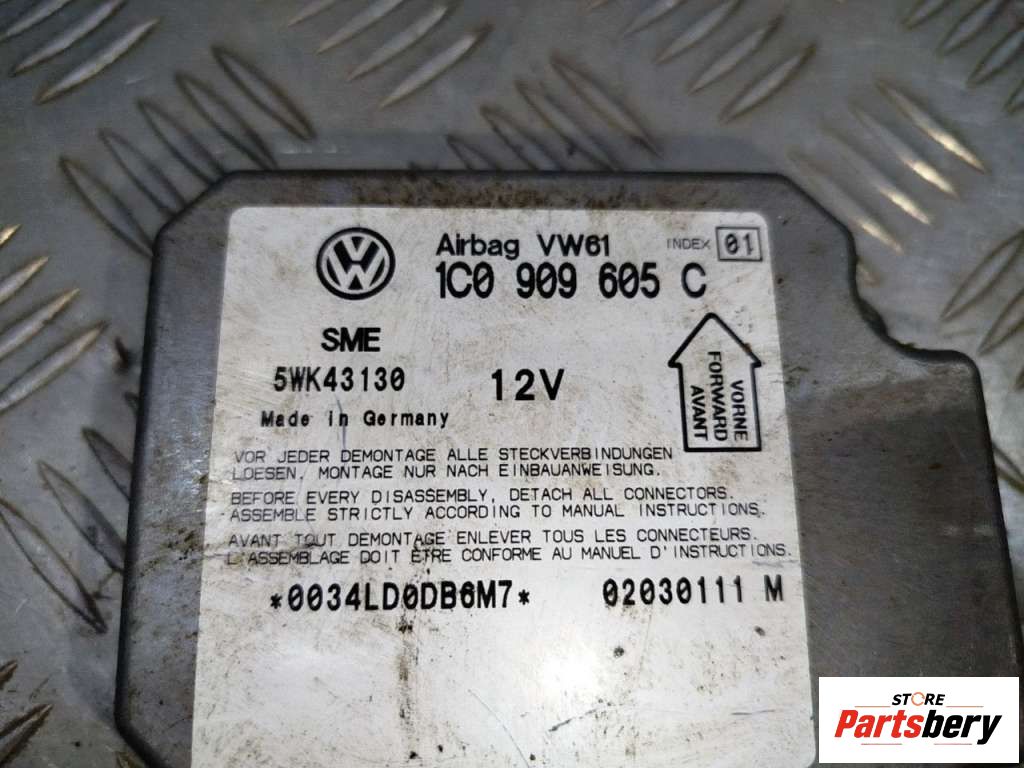 Airbag VW61 INDEX 01
1C0 909 605 C
SME
5WK43130 12V
Made in Germany
VORNE
FORWARD
AVANT
VOR JEDER DEMONTAGE ALLE STECKVERBINDUNGEN
LOESEN. MONTAGE NUR NACH EINBAUANWEISUNG.
BEFORE EVERY DISASSEMBLY, DETACH ALL CONNECTORS.
ASSEMBLE STRICTLY ACCORDING TO MANUAL INSTRUCTIONS.
AVANT TOUT DEMONTAGE ENLEVER TOUS LES CONNECTEURS.
L'ASSEMBLAGE DOIT ÊTRE CONFORME AU MANUEL D'INSTRUCTIONS.
*0034LD0DB6M7* 02030111 M
STORE
Partsbery